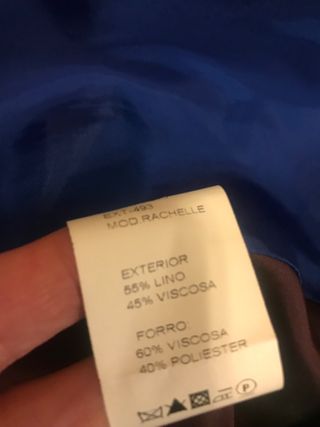 EXT-493
MOD.RACHELLE
EXTERIOR
55% LINO
45% VISCOSA
FORRO:
60% VISCOSA
40% POLIESTER
P